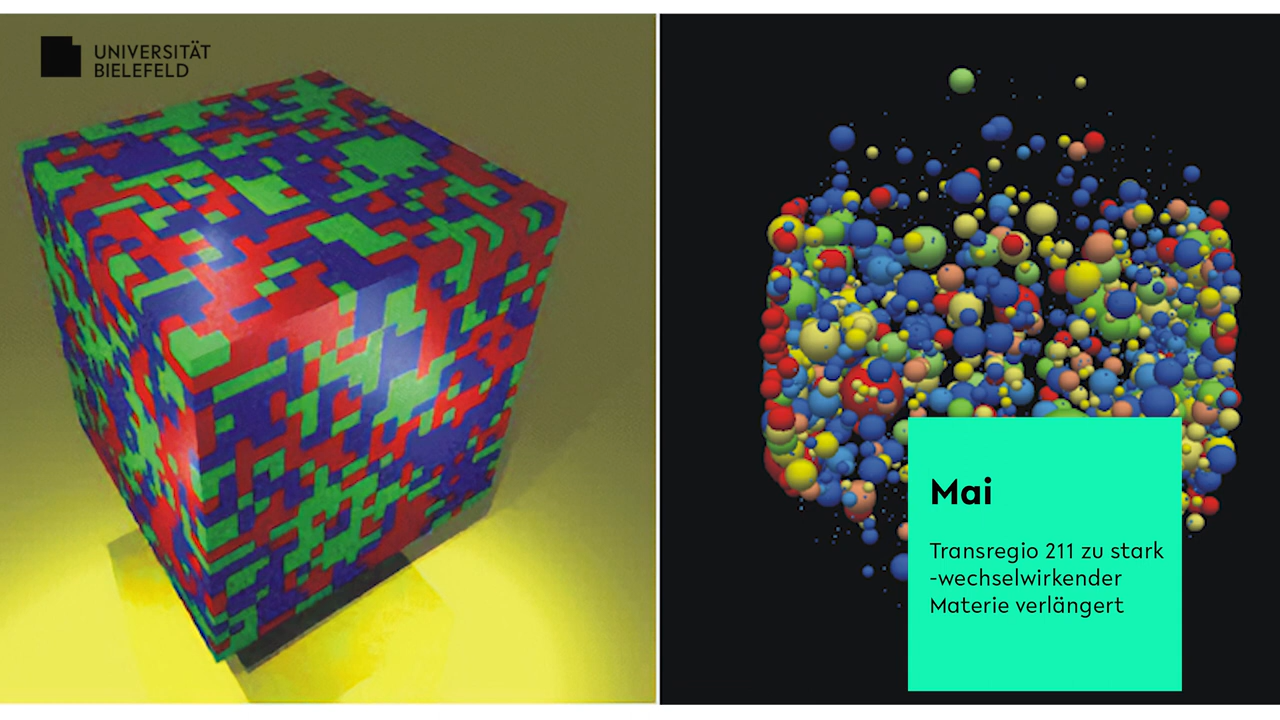 UNIVERSITÄT
BIELEFELD
Mai
Transregio 211 zu stark
-wechselwirkender
Materie verlängert